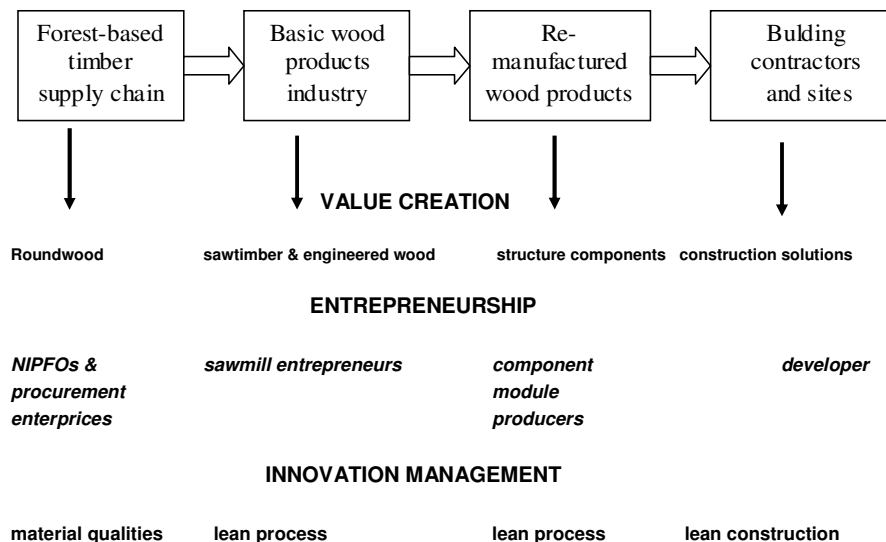 Forest-based
timber
supply chain
Basic wood
products
industry
Re-
manufactured
wood products
Bulding
contractors
and sites
VALUE CREATION
Roundwood
sawtimber & engineered wood
structure components
construction solutions
ENTREPRENEURSHIP
NIPFOs &
procurement
enterprices
sawmill entrepreneurs
component
module
producers
developer
INNOVATION MANAGEMENT
material qualities
lean process
lean process
lean construction